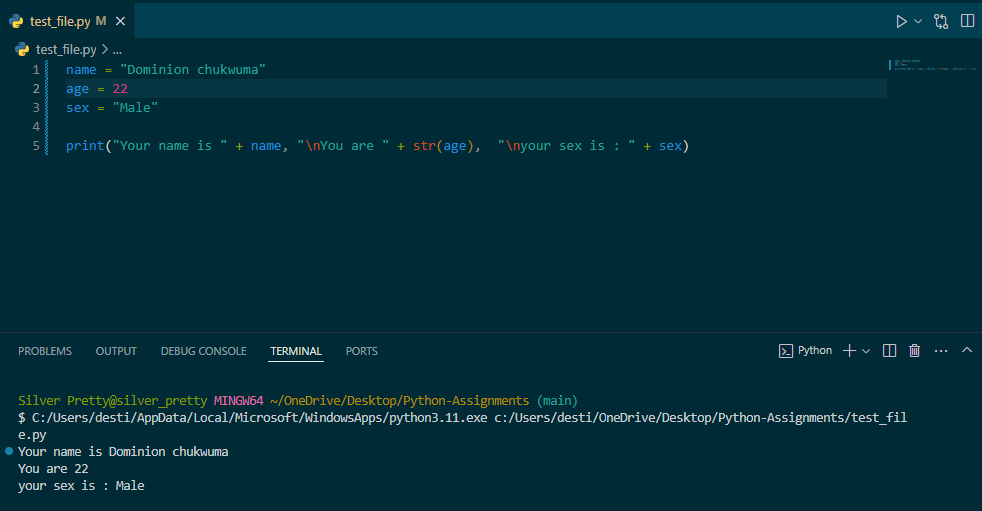 test_file.py M
test_file.py > ...
1 name = "Dominion chukwuma"
2 age = 22
3 sex = "Male"
4
5 print("Your name is " + name, "\nYou are " + str(age),  "\nyour sex is : " + sex)
PROBLEMS OUTPUT DEBUG CONSOLE TERMINAL PORTS Python
Silver Pretty@silver_pretty MINGW64 ~/OneDrive/Desktop/Python-Assignments (main)
$ C:/Users/desti/AppData/Local/Microsoft/WindowsApps/python3.11.exe c:/Users/desti/OneDrive/Desktop/Python-Assignments/test_fil
e.py
Your name is Dominion chukwuma
You are 22
your sex is : Male